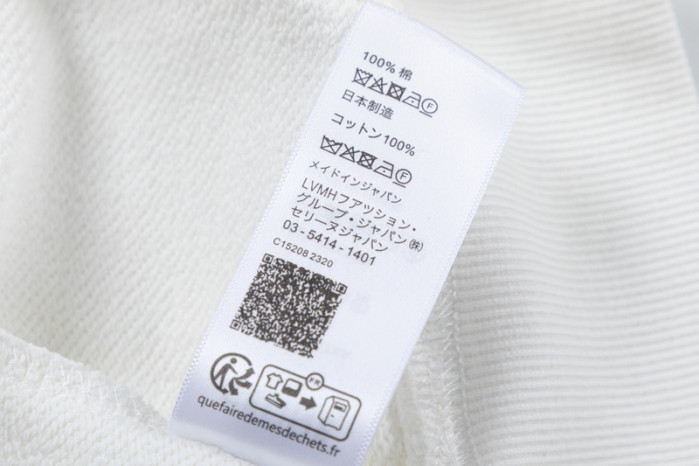 100% 棉
F
日本制造
コットン100%
F
メイドインジャパン
LVMHファッション・
グループ・ジャパン(株)
セリーヌジャパン
03-5414-1401
C15208 2320
FR
quefairedemesdechets.fr